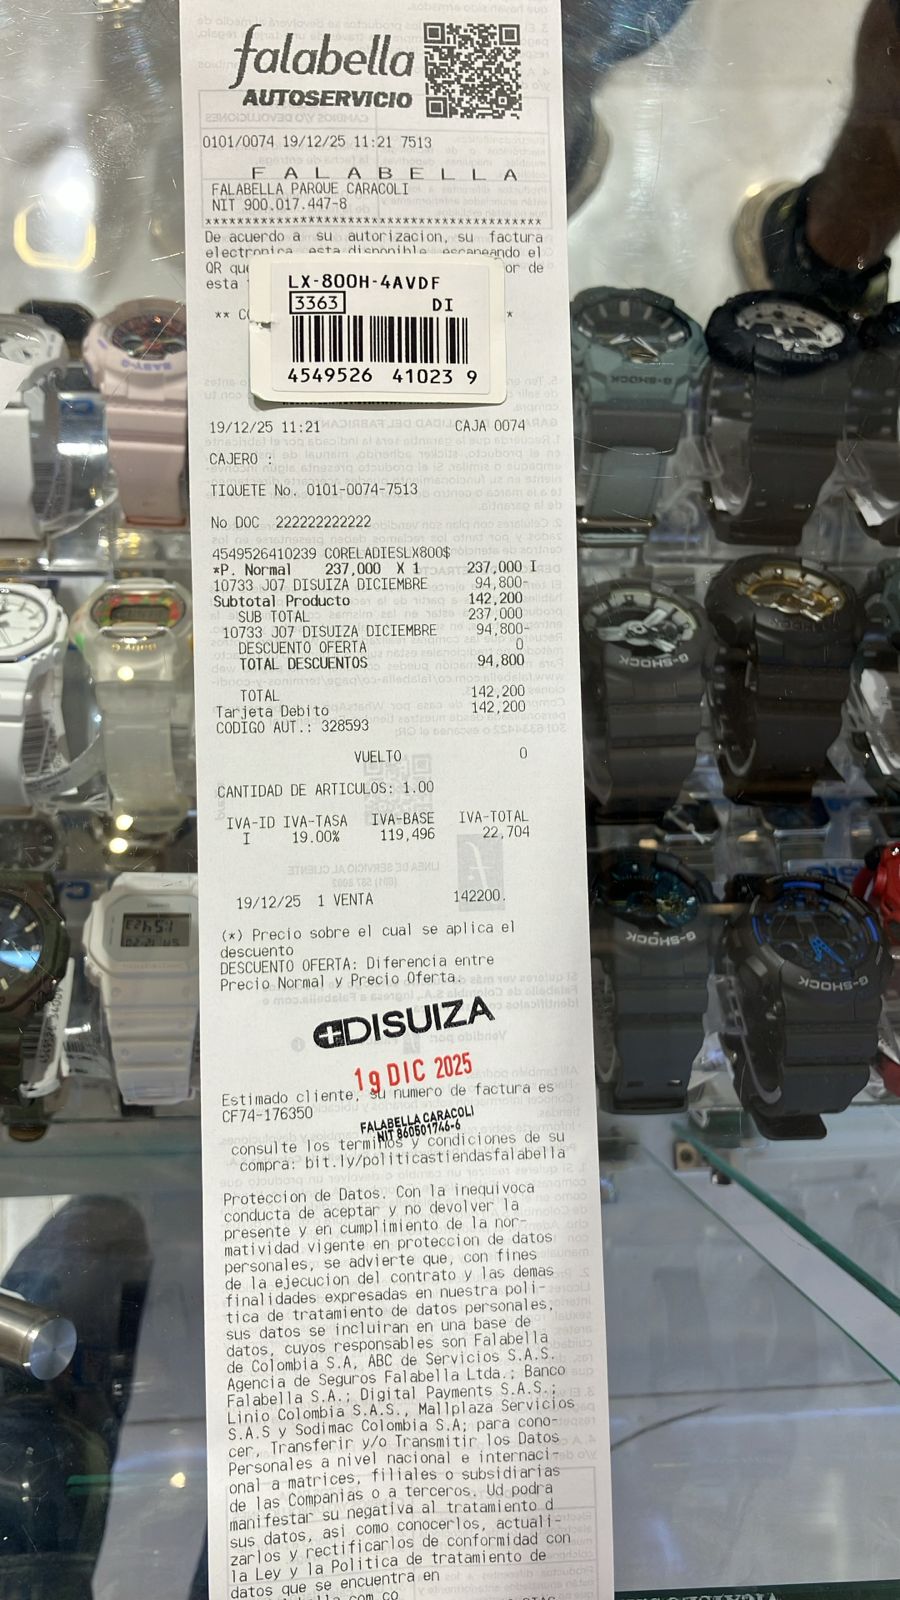 falabella
AUTOSERVICIO
0101/0074 19/12/25 11:21 7513
F A L A B E L L A
FALABELLA PARQUE CARACOLI
NIT 900.017.447-8
******************************************
De acuerdo a su autorizacion, su factura
electronica esta disponible escaneando el
QR que or de
esta
** CO *
LX-800H-4AVDF
3363 DI
4549526 41023 9
19/12/25 11:21 CAJA 0074
CAJERO :
TIQUETE No. 0101-0074-7513
No DOC 222222222222
4549526410239 CORELADIESLX800$
*P. Normal 237,000 X 1 237,000 I
10733 J07 DISUIZA DICIEMBRE 94,800-
Subtotal Producto 142,200
SUB TOTAL 237,000
10733 J07 DISUIZA DICIEMBRE 94,800-
DESCUENTO OFERTA 0
TOTAL DESCUENTOS 94,800
TOTAL 142,200
Tarjeta Debito 142,200
CODIGO AUT.: 328593
VUELTO 0
CANTIDAD DE ARTICULOS: 1.00
IVA-ID IVA-TASA IVA-BASE IVA-TOTAL
I 19.00% 119,496 22,704
19/12/25 1 VENTA 142200.
(*) Precio sobre el cual se aplica el
descuento
DESCUENTO OFERTA: Diferencia entre
Precio Normal y Precio Oferta.
DISUIZA
19 DIC 2025
Estimado cliente, su numero de factura es
CF74-176350
FALABELLA CARACOLI
NIT 860501746-6
consulte los terminos y condiciones de su
compra: bit.ly/politicastiendasfalabella
Proteccion de Datos. Con la inequivoca
conducta de aceptar y no devolver la
presente y en cumplimiento de la nor-
matividad vigente en proteccion de datos
personales, se advierte que, con fines
de la ejecucion del contrato y las demas
finalidades expresadas en nuestra poli-
tica de tratamiento de datos personales,
sus datos se incluiran en una base de
datos, cuyos responsables son Falabella
de Colombia S.A, ABC de Servicios S.A.S.
Agencia de Seguros Falabella Ltda.; Banco
Falabella S.A.; Digital Payments S.A.S.;
Linio Colombia S.A.S., Mallplaza Servicios
S.A.S y Sodimac Colombia S.A; para cono-
cer, Transferir y/o Transmitir los Datos
Personales a nivel nacional e internaci-
onal a matrices, filiales o subsidiarias
de las Companias o a terceros. Ud podra
manifestar su negativa al tratamiento d
sus datos, asi como conocerlos, actuali-
zarlos y rectificarlos de conformidad con
la Ley y la Politica de tratamiento de
datos que se encuentra en
G-SHOCK
G-SHOCK
G-SHOCK
G-SHOCK
G-SHOCK
G-SHOCK
BABY-G